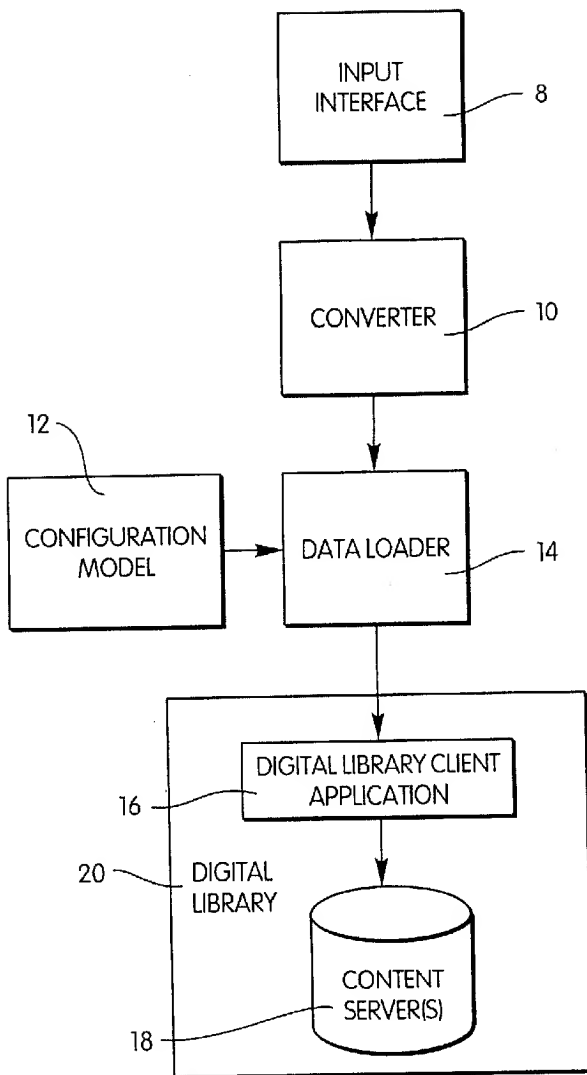 INPUT
INTERFACE
8
CONVERTER
10
12
CONFIGURATION
MODEL
DATA LOADER
14
DIGITAL LIBRARY CLIENT
APPLICATION
16
20
DIGITAL
LIBRARY
CONTENT
SERVER(S)
18